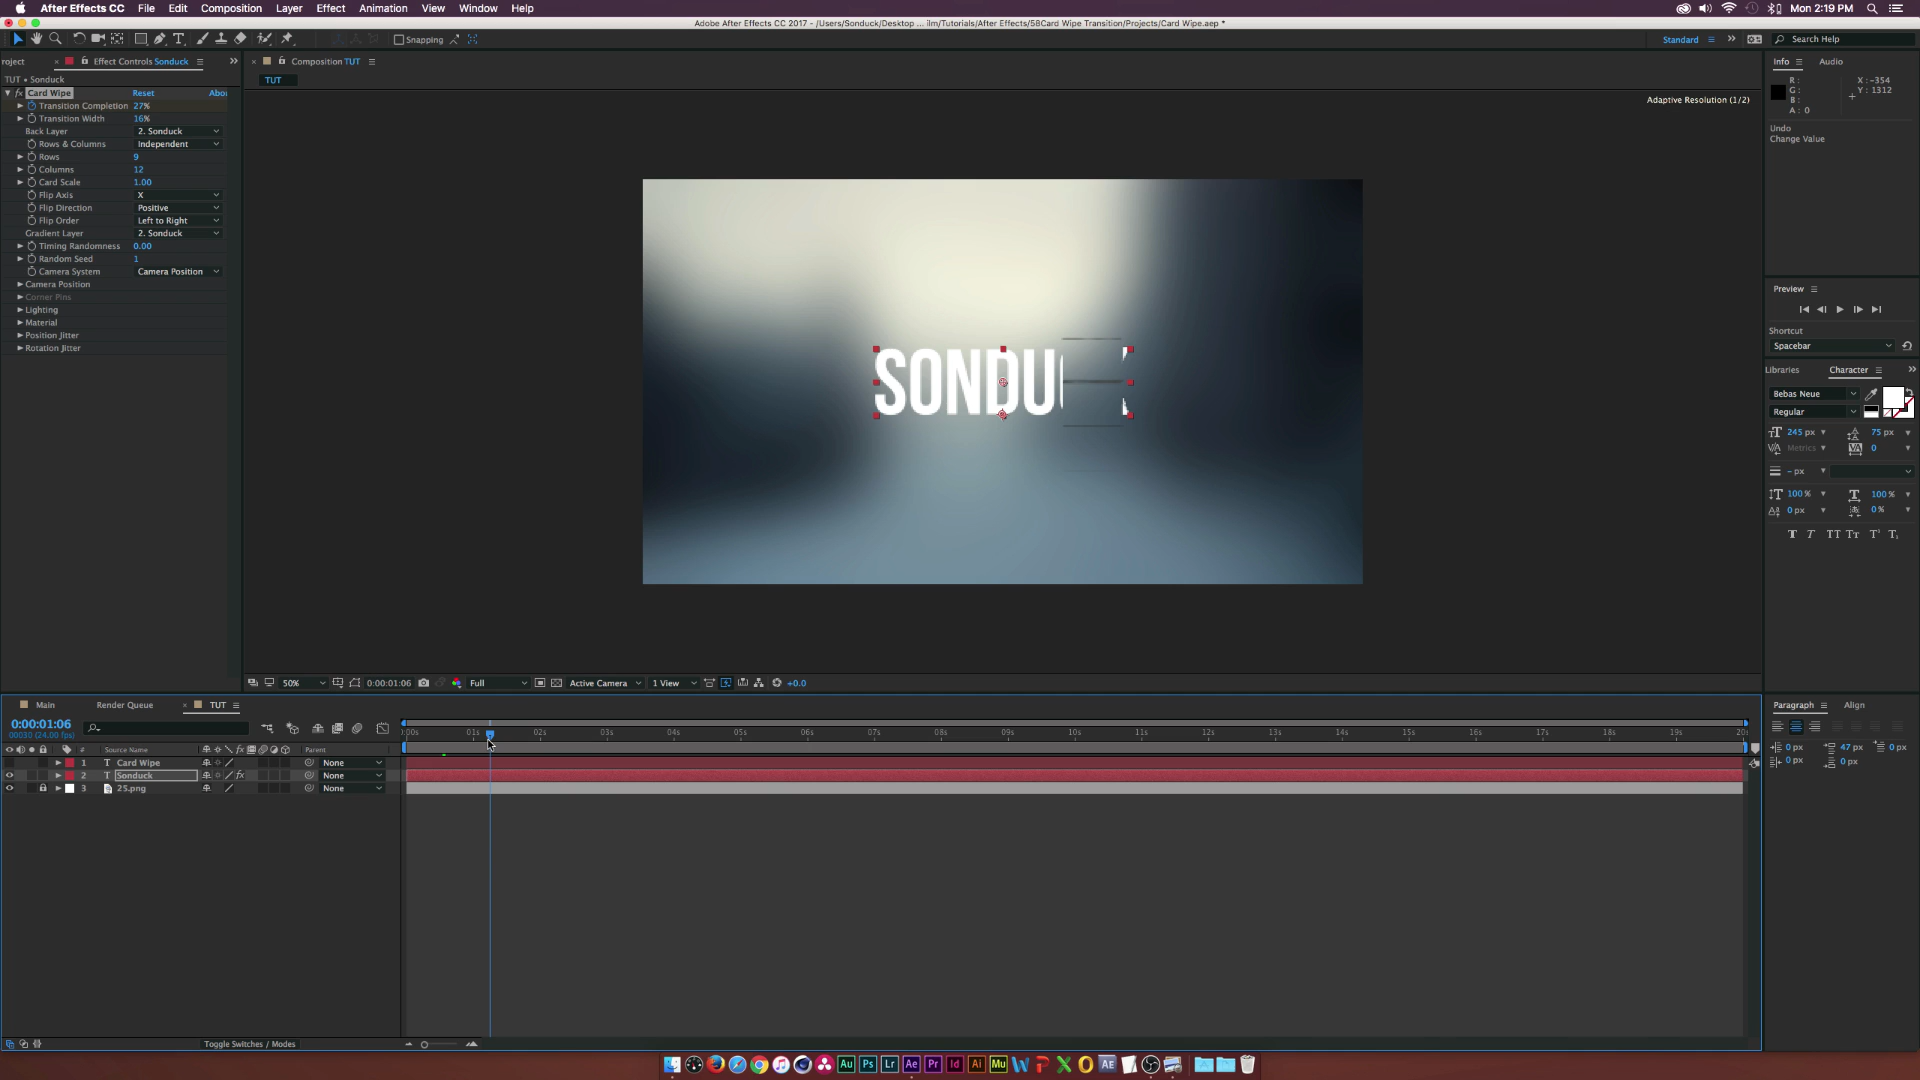 After Effects CC File Edit Composition Layer Effect Animation View Window Help Mon 2:19 PM
Adobe After Effects CC 2017 - /Users/Sonduck/Desktop ... ilm/Tutorials/After Effects/58Card Wipe Transition/Projects/Card Wipe.aep *
Snapping Standard Search Help
roject Effect Controls Sonduck Composition TUT Info Audio
TUT • Sonduck TUT
fx Card Wipe Reset Abou
Transition Completion 27%
Transition Width 16%
Back Layer 2. Sonduck
Rows & Columns Independent
Rows 9
Columns 12
Card Scale 1.00
Flip Axis X
Flip Direction Positive
Flip Order Left to Right
Gradient Layer 2. Sonduck
Timing Randomness 0.00
Random Seed 1
Camera System Camera Position
Camera Position
Corner Pins
Lighting
Material
Position Jitter
Rotation Jitter
Adaptive Resolution (1/2)
SONDU
R :
G :
B :
A : 0
X : -354
Y : 1312
Undo
Change Value
Preview
Shortcut
Spacebar
Libraries Character
Bebas Neue
Regular
245 px 75 px
Metrics 0
- px
100 % 100 %
0 px 0 %
T T TT Tт T¹ T₁
50% 0:00:01:06 Full Active Camera 1 View +0.0
Main Render Queue TUT
0:00:01:06
00030 (24.00 fps)
:00s 01s 02s 03s 04s 05s 06s 07s 08s 09s 10s 11s 12s 13s 14s 15s 16s 17s 18s 19s 20s
# Source Name Parent
1 T Card Wipe None
2 T Sonduck fx None
3 25.png None
Toggle Switches / Modes
Paragraph Align
0 px 47 px 0 px
0 px 0 px
Au Ps Lr Ae Pr Id Ai Mu W P X O AE